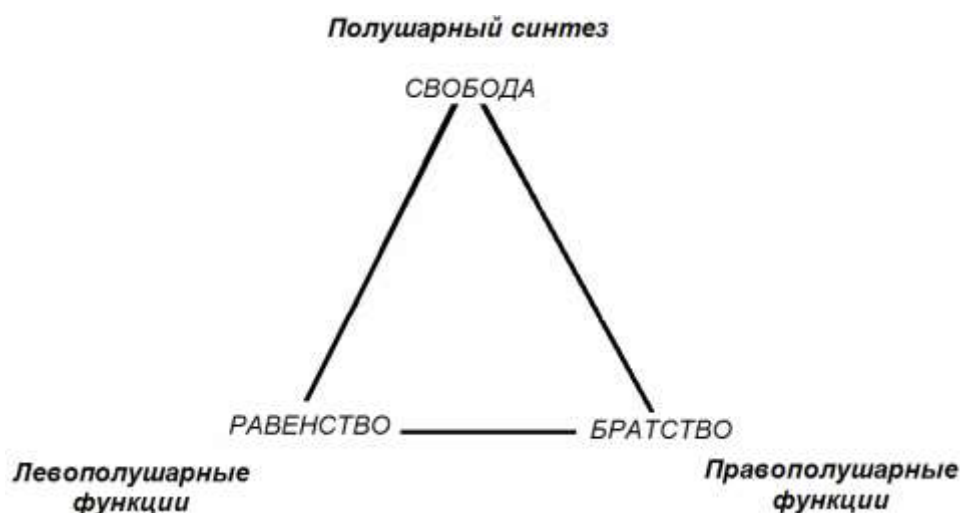 Полушарный синтез
СВОБОДА
РАВЕНСТВО
БРАТСТВО
Левополушарные
функции
Правополушарные
функции